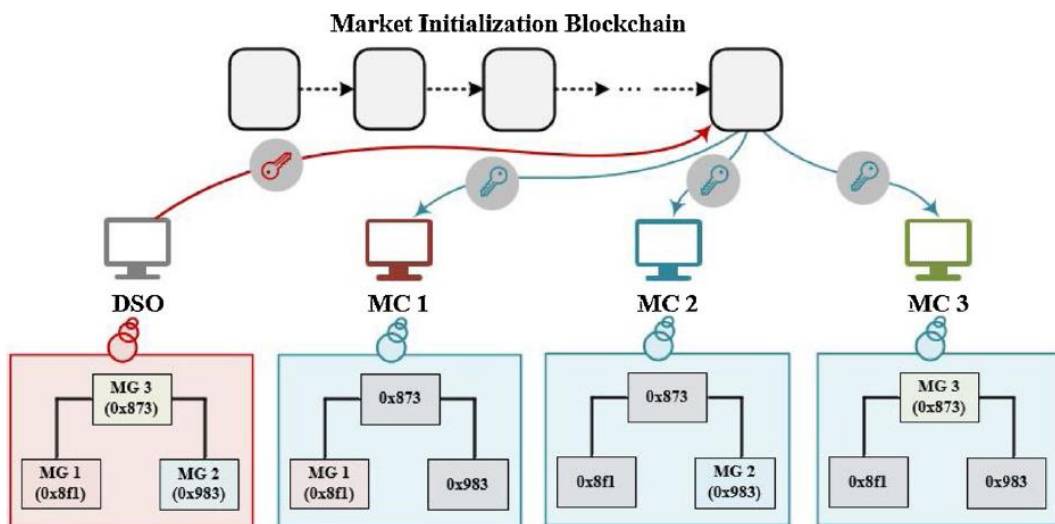 Market Initialization Blockchain
...
DSO
MC 1
MC 2
MC 3
MG 3
(0x873)
MG 1
(0x8f1)
MG 2
(0x983)
0x873
MG 1
(0x8f1)
0x983
0x873
0x8f1
MG 2
(0x983)
MG 3
(0x873)
0x8f1
0x983